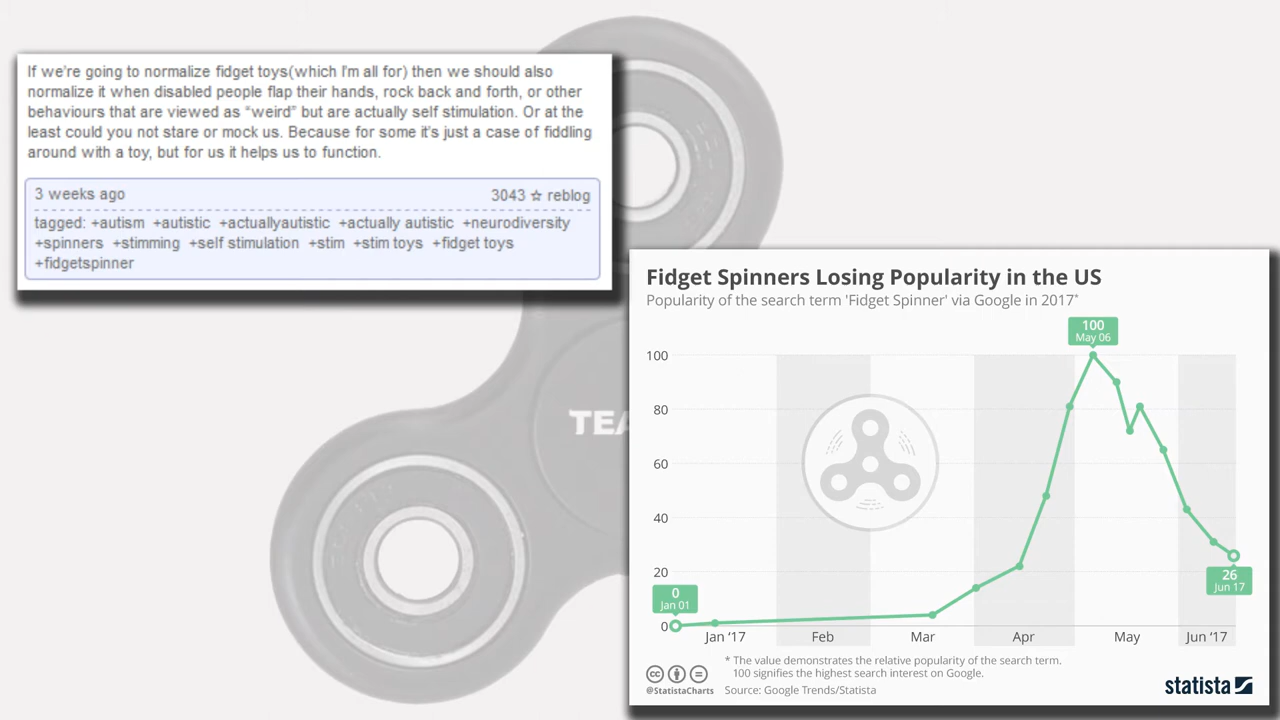 If we're going to normalize fidget toys(which I'm all for) then we should also
normalize it when disabled people flap their hands, rock back and forth, or other
behaviours that are viewed as “weird” but are actually self stimulation. Or at the
least could you not stare or mock us. Because for some it's just a case of fiddling
around with a toy, but for us it helps us to function.
3 weeks ago 3043 ☆ reblog
tagged: +autism +autistic +actuallyautistic +actually autistic +neurodiversity
+spinners +stimming +self stimulation +stim +stim toys +fidget toys
+fidgetspinner
TEA
Fidget Spinners Losing Popularity in the US
Popularity of the search term 'Fidget Spinner' via Google in 2017*
100
May 06
100
80
60
40
20
0
0
Jan 01
26
Jun 17
Jan '17 Feb Mar Apr May Jun '17
* The value demonstrates the relative popularity of the search term.
100 signifies the highest search interest on Google.
cc
@StatistaCharts Source: Google Trends/Statista
statista